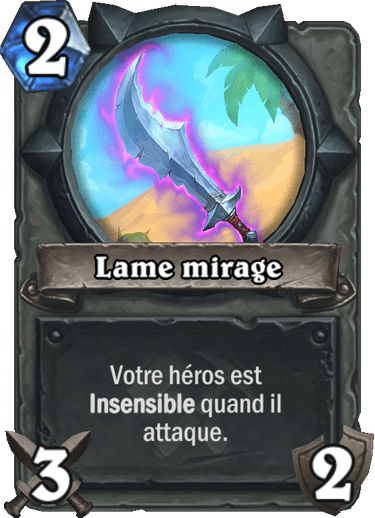 2
Lame mirage
Votre héros est
Insensible quand il
attaque.
3
2